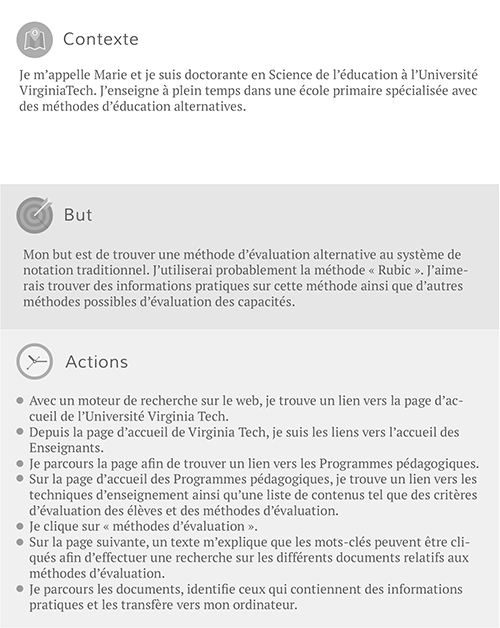 Contexte
Je m’appelle Marie et je suis doctorante en Science de l’éducation à l’Université
VirginiaTech. J’enseigne à plein temps dans une école primaire spécialisée avec
des méthodes d’éducation alternatives.
But
Mon but est de trouver une méthode d’évaluation alternative au système de
notation traditionnel. J’utiliserai probablement la méthode « Rubic ». J’aime-
rais trouver des informations pratiques sur cette méthode ainsi que d’autres
méthodes possibles d’évaluation des capacités.
Actions
Avec un moteur de recherche sur le web, je trouve un lien vers la page d’ac-
cueil de l’Université Virginia Tech.
Depuis la page d’accueil de Virginia Tech, je suis les liens vers l’accueil des
Enseignants.
Je parcours la page afin de trouver un lien vers les Programmes pédagogiques.
Sur la page d’accueil des Programmes pédagogiques, je trouve un lien vers les
techniques d’enseignement ainsi qu’une liste de contenus tel que des critères
d’évaluation des élèves et des méthodes d’évaluation.
Je clique sur « méthodes d’évaluation ».
Sur la page suivante, un texte m’explique que les mots-clés peuvent être cli-
qués afin d’effectuer une recherche sur les différents documents relatifs aux
méthodes d’évaluation.
Je parcours les documents, identifie ceux qui contiennent des informations
pratiques et les transfère vers mon ordinateur.